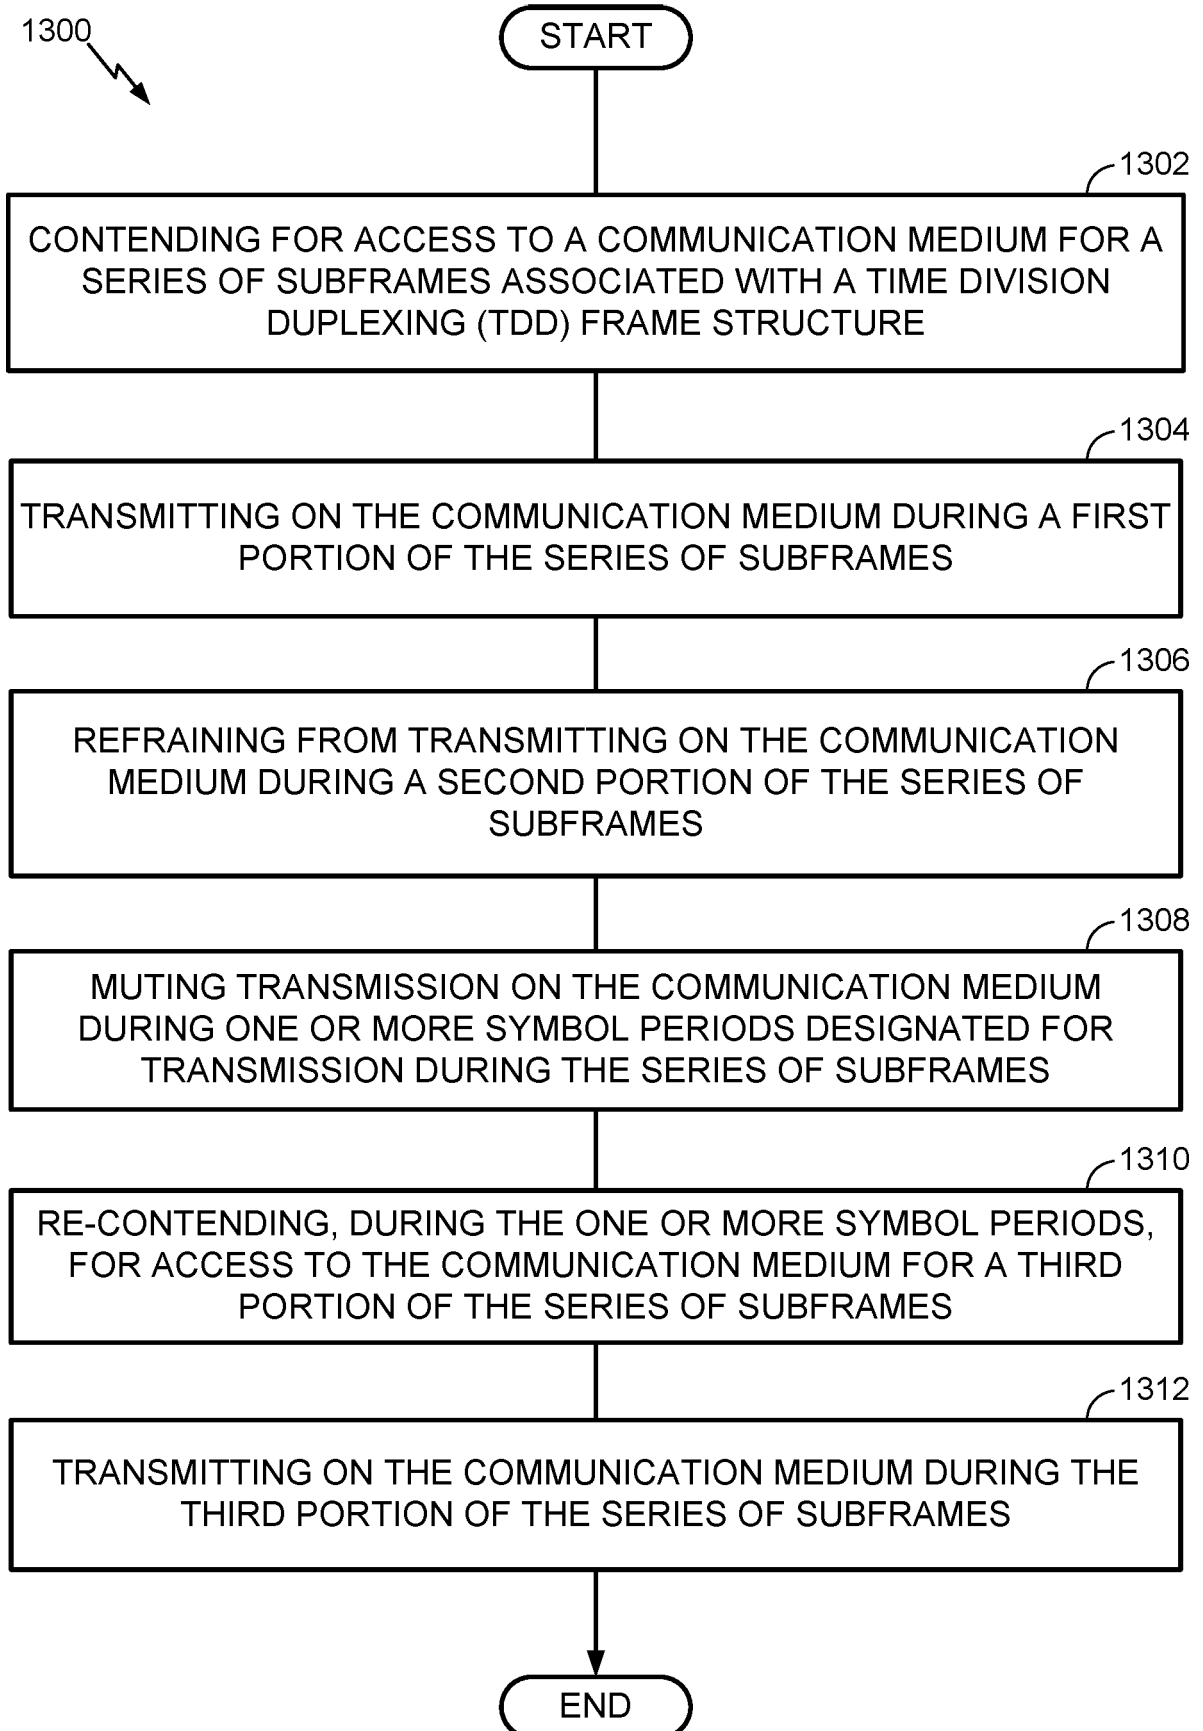 1300
START
1302
CONTENDING FOR ACCESS TO A COMMUNICATION MEDIUM FOR A
SERIES OF SUBFRAMES ASSOCIATED WITH A TIME DIVISION
DUPLEXING (TDD) FRAME STRUCTURE
1304
TRANSMITTING ON THE COMMUNICATION MEDIUM DURING A FIRST
PORTION OF THE SERIES OF SUBFRAMES
1306
REFRAINING FROM TRANSMITTING ON THE COMMUNICATION
MEDIUM DURING A SECOND PORTION OF THE SERIES OF
SUBFRAMES
1308
MUTING TRANSMISSION ON THE COMMUNICATION MEDIUM
DURING ONE OR MORE SYMBOL PERIODS DESIGNATED FOR
TRANSMISSION DURING THE SERIES OF SUBFRAMES
1310
RE-CONTENDING, DURING THE ONE OR MORE SYMBOL PERIODS,
FOR ACCESS TO THE COMMUNICATION MEDIUM FOR A THIRD
PORTION OF THE SERIES OF SUBFRAMES
1312
TRANSMITTING ON THE COMMUNICATION MEDIUM DURING THE
THIRD PORTION OF THE SERIES OF SUBFRAMES
END